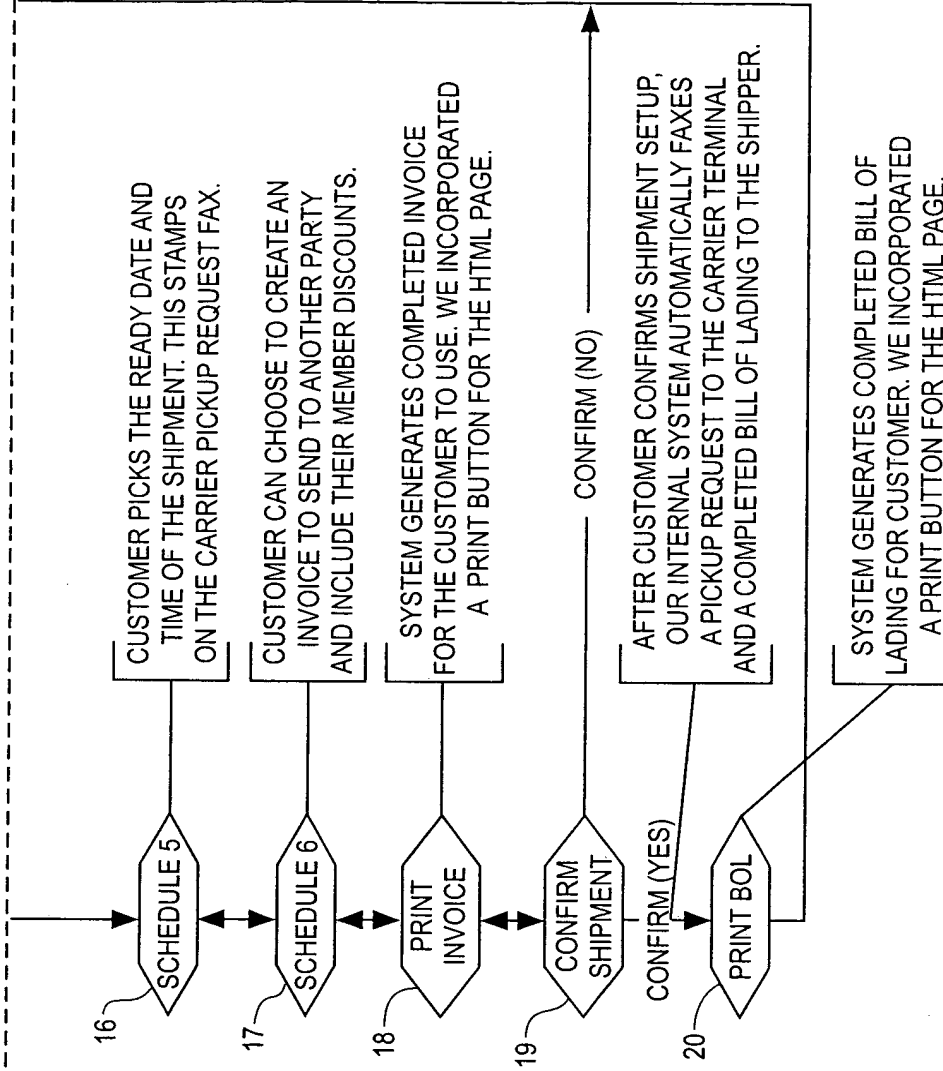 16
SCHEDULE 5
CUSTOMER PICKS THE READY DATE AND
TIME OF THE SHIPMENT. THIS STAMPS
ON THE CARRIER PICKUP REQUEST FAX.
17
SCHEDULE 6
CUSTOMER CAN CHOOSE TO CREATE AN
INVOICE TO SEND TO ANOTHER PARTY
AND INCLUDE THEIR MEMBER DISCOUNTS.
18
PRINT
INVOICE
SYSTEM GENERATES COMPLETED INVOICE
FOR THE CUSTOMER TO USE. WE INCORPORATED
A PRINT BUTTON FOR THE HTML PAGE.
19
CONFIRM
SHIPMENT
CONFIRM (NO)
CONFIRM (YES)
AFTER CUSTOMER CONFIRMS SHIPMENT SETUP,
OUR INTERNAL SYSTEM AUTOMATICALLY FAXES
A PICKUP REQUEST TO THE CARRIER TERMINAL
AND A COMPLETED BILL OF LADING TO THE SHIPPER.
20
PRINT BOL
SYSTEM GENERATES COMPLETED BILL OF
LADING FOR CUSTOMER. WE INCORPORATED
A PRINT BUTTON FOR THE HTML PAGE.